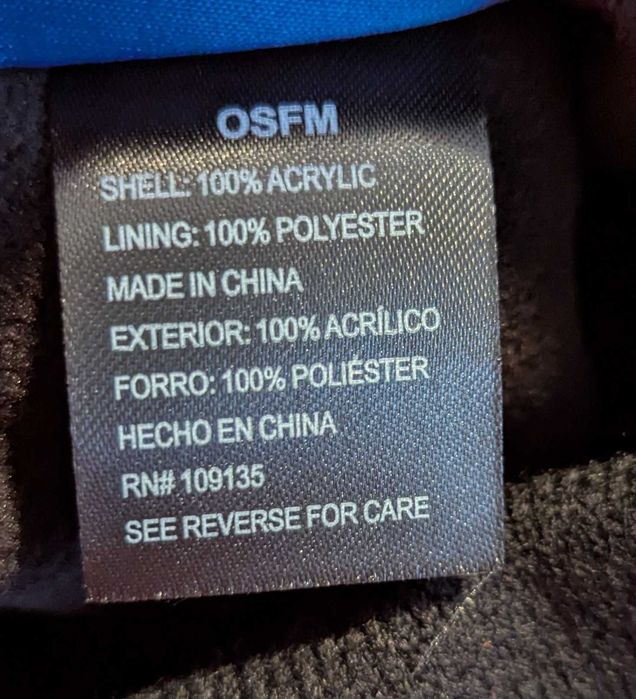 OSFM
SHELL: 100% ACRYLIC
LINING: 100% POLYESTER
MADE IN CHINA
EXTERIOR: 100% ACRÍLICO
FORRO: 100% POLIÉSTER
HECHO EN CHINA
RN# 109135
SEE REVERSE FOR CARE